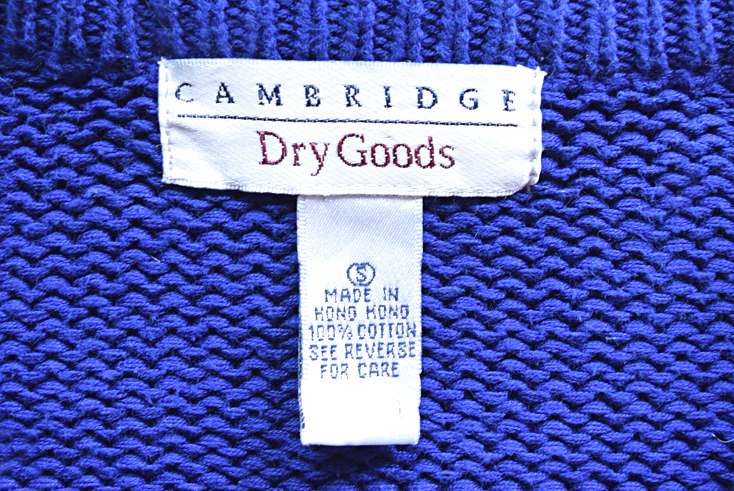 CAMBRIDGE
Dry Goods
S
MADE IN
HONG KONG
100% COTTON
SEE REVERSE
FOR CARE